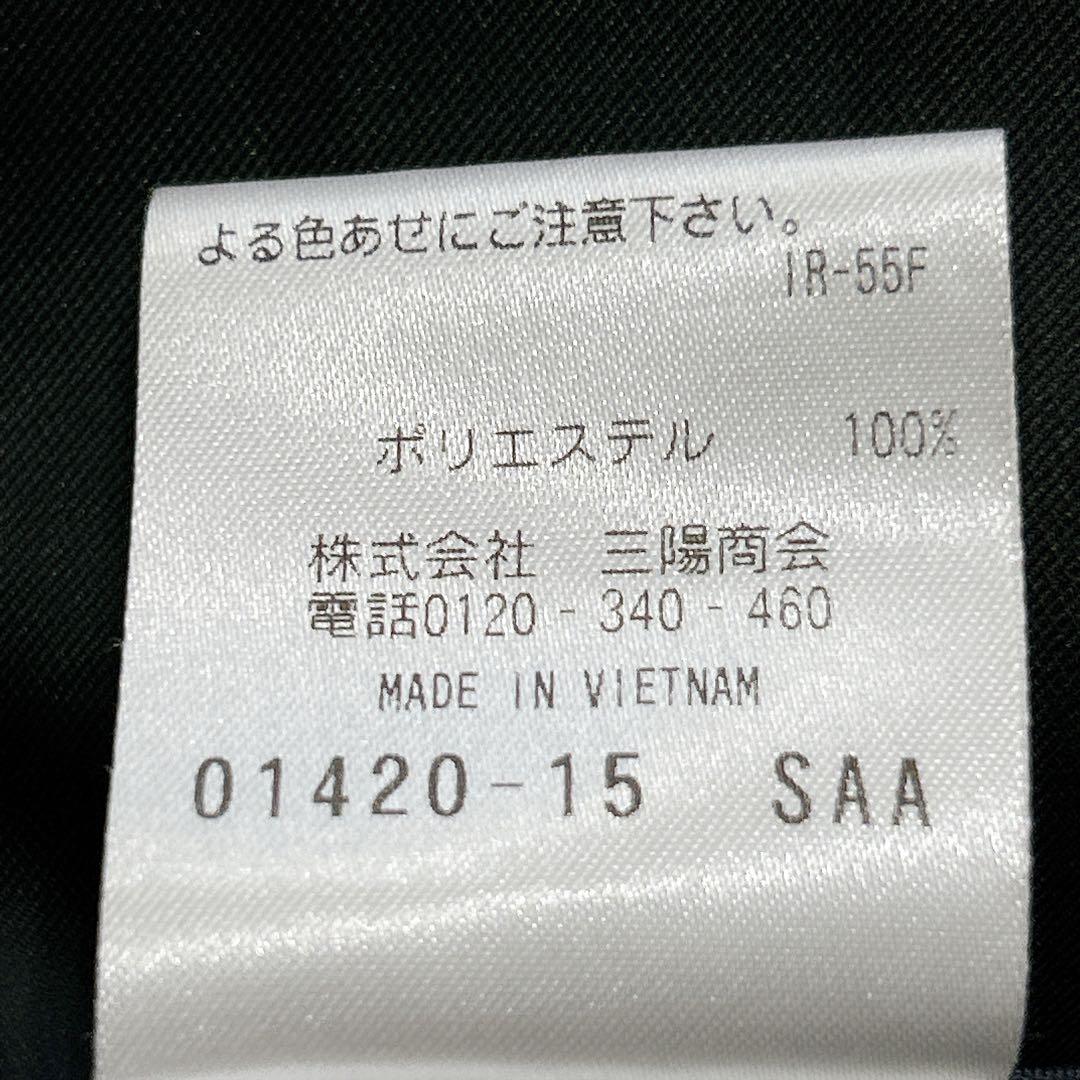 よる色あせにご注意下さい。
IR-55F
ポリエステル 100%
株式会社 三陽商会
電話0120-340-460
MADE IN VIETNAM
01420-15 SAA